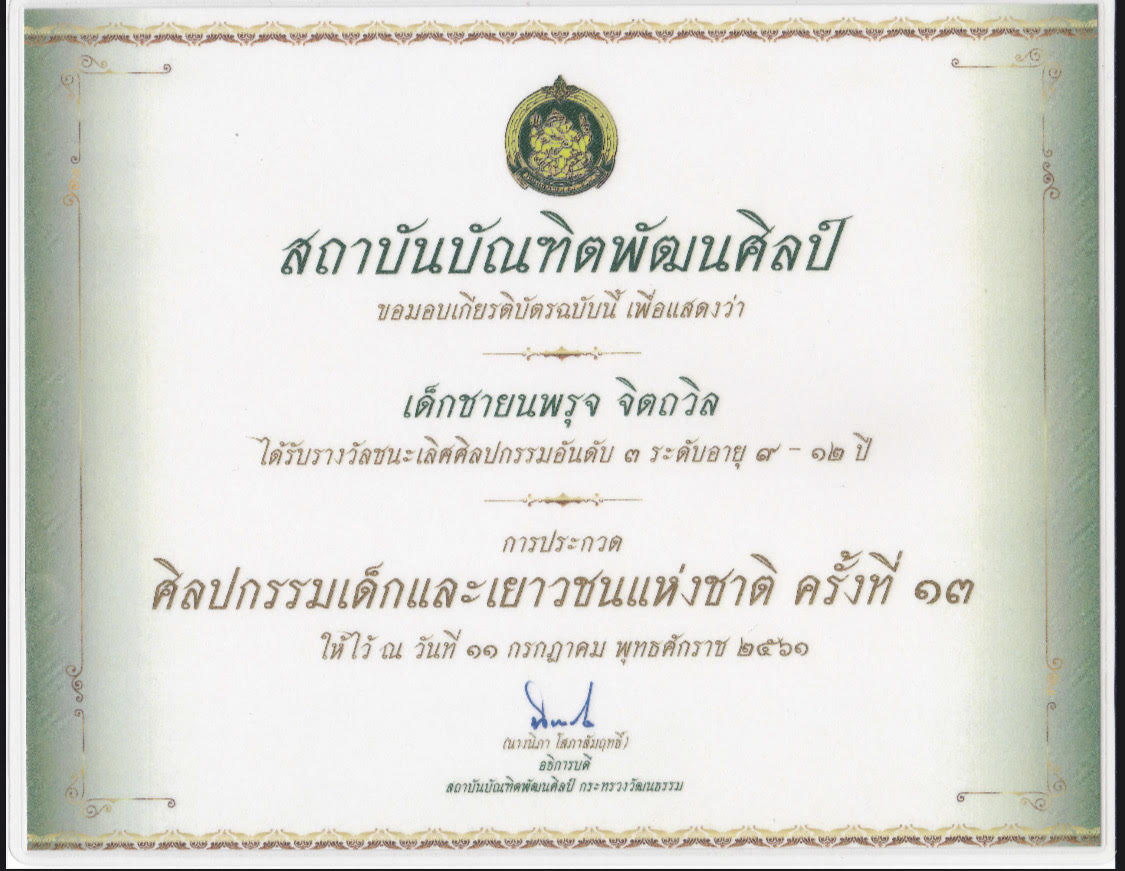 สถาบันบัณฑิตพัฒนศิลป์
ขอมอบเกียรติบัตรฉบับนี้ เพื่อแสดงว่า
เด็กชายนพรุจ จิตถวิล
ได้รับรางวัลชนะเลิศศิลปกรรมอันดับ ๓ ระดับอายุ ๙ - ๑๒ ปี
การประกวด
ศิลปกรรมเด็กและเยาวชนแห่งชาติ ครั้งที่ ๑๓
ให้ไว้ ณ วันที่ ๑๑ กรกฎาคม พุทธศักราช ๒๕๖๑
(นางนิภา โสภาสัมฤทธิ์)
อธิการบดี
สถาบันบัณฑิตพัฒนศิลป์ กระทรวงวัฒนธรรม